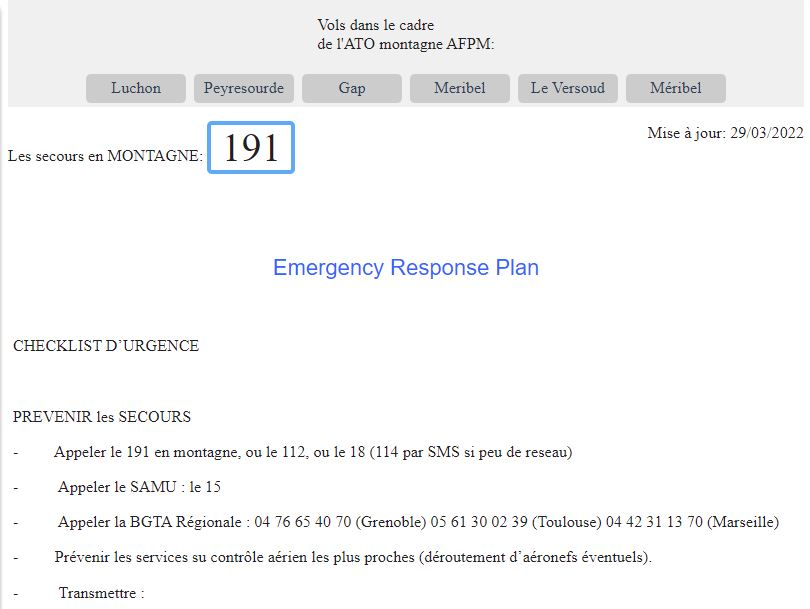 Vols dans le cadre
de l'ATO montagne AFPM:
Luchon Peyresourde Gap Meribel Le Versoud Méribel
Mise à jour: 29/03/2022
Les secours en MONTAGNE: 191
Emergency Response Plan
CHECKLIST D’URGENCE
PREVENIR les SECOURS
- Appeler le 191 en montagne, ou le 112, ou le 18 (114 par SMS si peu de reseau)
- Appeler le SAMU : le 15
- Appeler la BGTA Régionale : 04 76 65 40 70 (Grenoble) 05 61 30 02 39 (Toulouse) 04 42 31 13 70 (Marseille)
- Prévenir les services su contrôle aérien les plus proches (déroutement d’aéronefs éventuels).
- Transmettre :